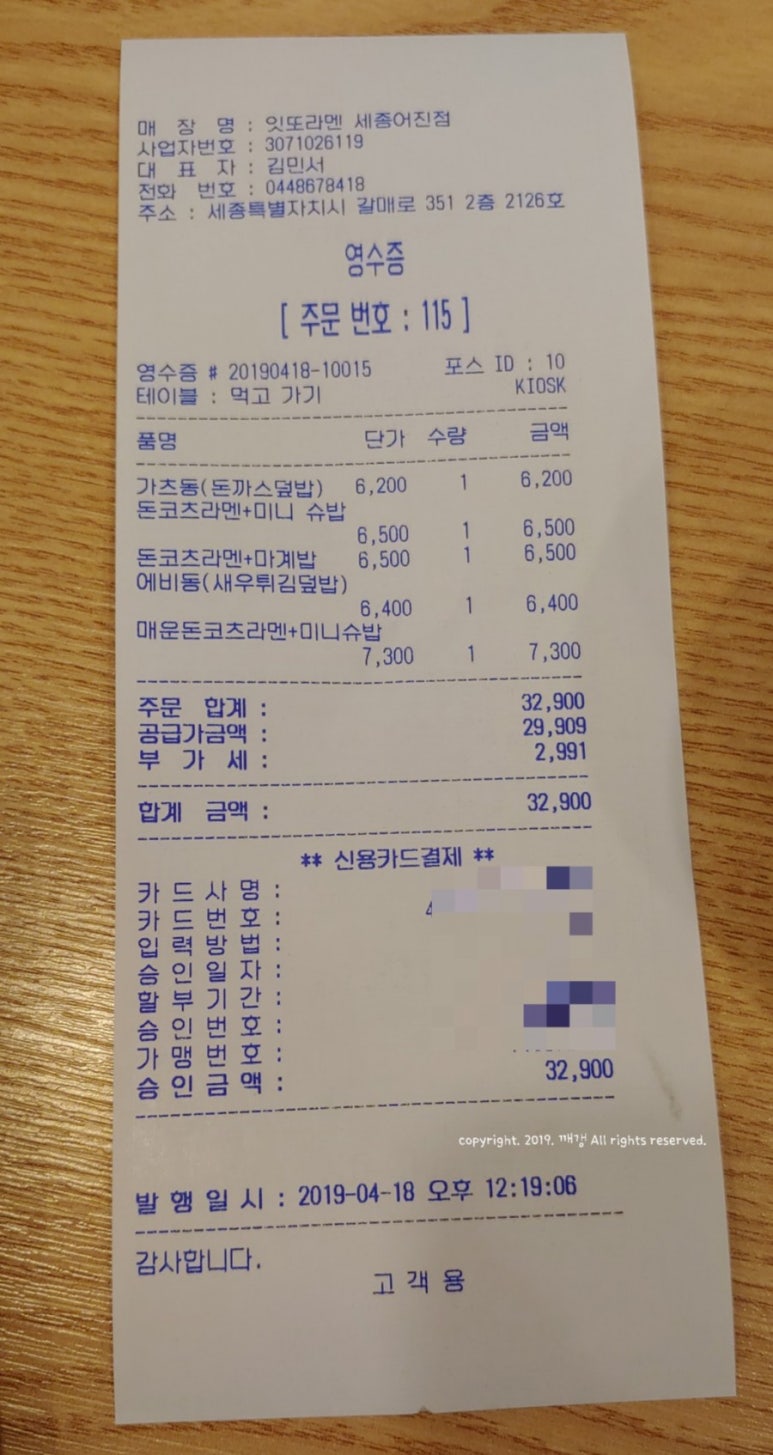 매 장 명 : 잇또라멘 세종어진점
사업자번호 : 3071026119
대 표 자 : 김민서
전화 번호 : 0448678418
주소 : 세종특별자치시 갈매로 351 2층 2126호
영수증
[ 주문 번호 : 115 ]
영수증 # 20190418-10015 포스 ID : 10
테이블 : 먹고 가기 KIOSK
품명 단가 수량 금액
가츠동(돈까스덮밥) 6,200 1 6,200
돈코츠라멘+미니 슈밥
6,500 1 6,500
돈코츠라멘+마계밥 6,500 1 6,500
에비동(새우튀김덮밥)
6,400 1 6,400
매운돈코츠라멘+미니슈밥
7,300 1 7,300
주문 합계 : 32,900
공급가금액 : 29,909
부 가 세 : 2,991
합계 금액 : 32,900
** 신용카드결제 **
카 드 사 명 :
카 드 번 호 :
입 력 방 법 :
승 인 일 자 :
할 부 기 간 :
승 인 번 호 :
가 맹 번 호 :
승 인 금 액 : 32,900
copyright. 2019. 깨갱 All rights reserved.
발 행 일 시 : 2019-04-18 오후 12:19:06
감사합니다.
고 객 용